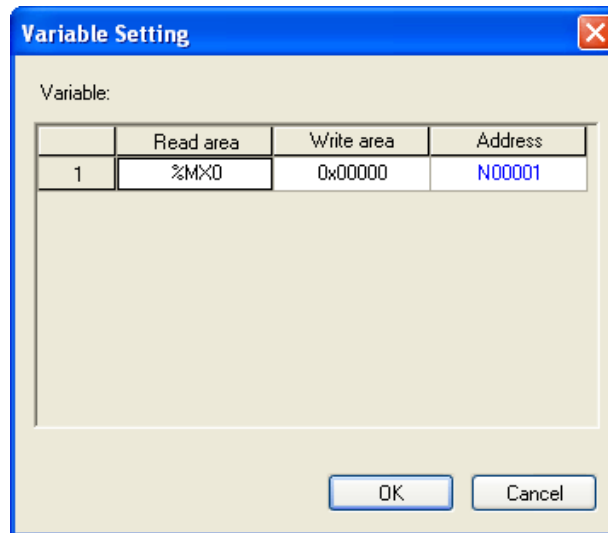 Variable Setting
Variable:
Read area Write area Address
1 %MX0 0x00000 N00001
OK Cancel